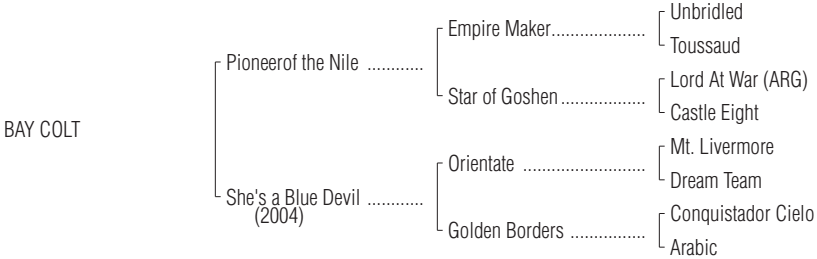 Unbridled
Empire Maker....................
Toussaud
Pioneerof the Nile ............
Lord At War (ARG)
Star of Goshen..................
Castle Eight
BAY COLT
Mt. Livermore
Orientate ..........................
Dream Team
She's a Blue Devil ............
(2004)
Conquistador Cielo
Golden Borders ................
Arabic